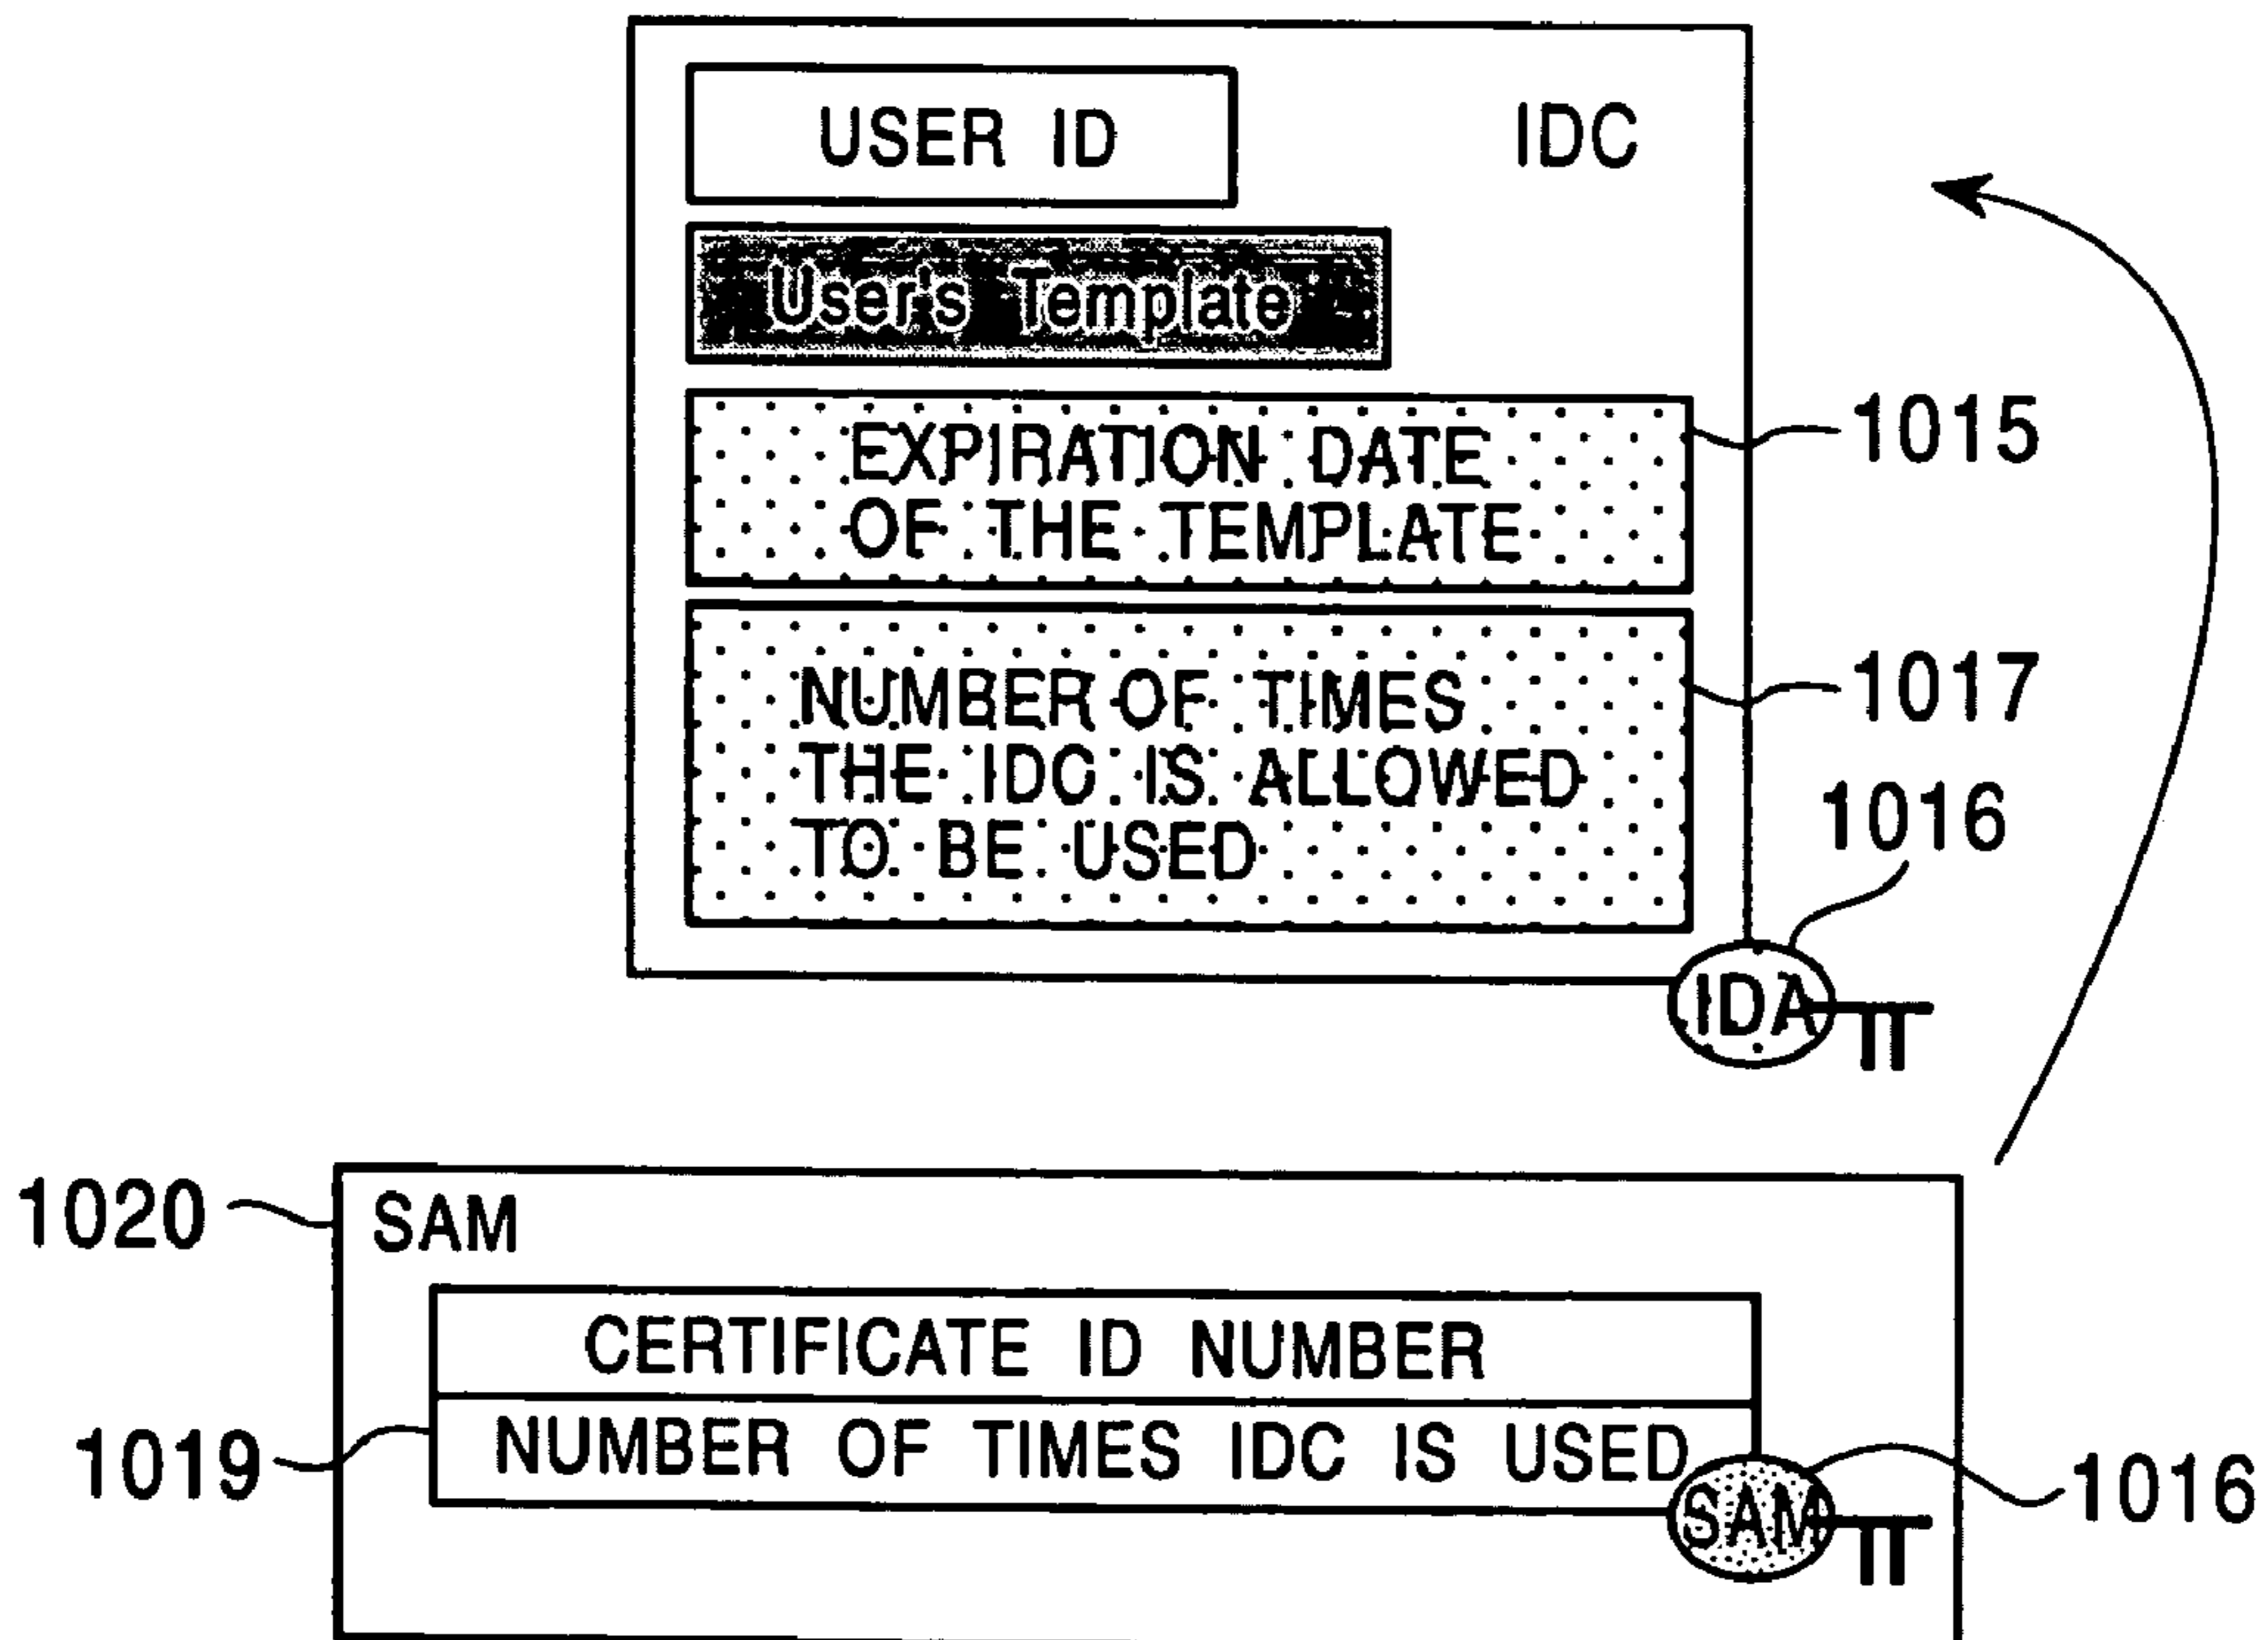 USER ID
IDC
User's Template
EXPIRATION DATE
OF THE TEMPLATE
1015
NUMBER OF TIMES
THE IDC IS ALLOWED
TO BE USED
1017
1016
IDA
1020
SAM
CERTIFICATE ID NUMBER
1019
NUMBER OF TIMES IDC IS USED
SAM
1016